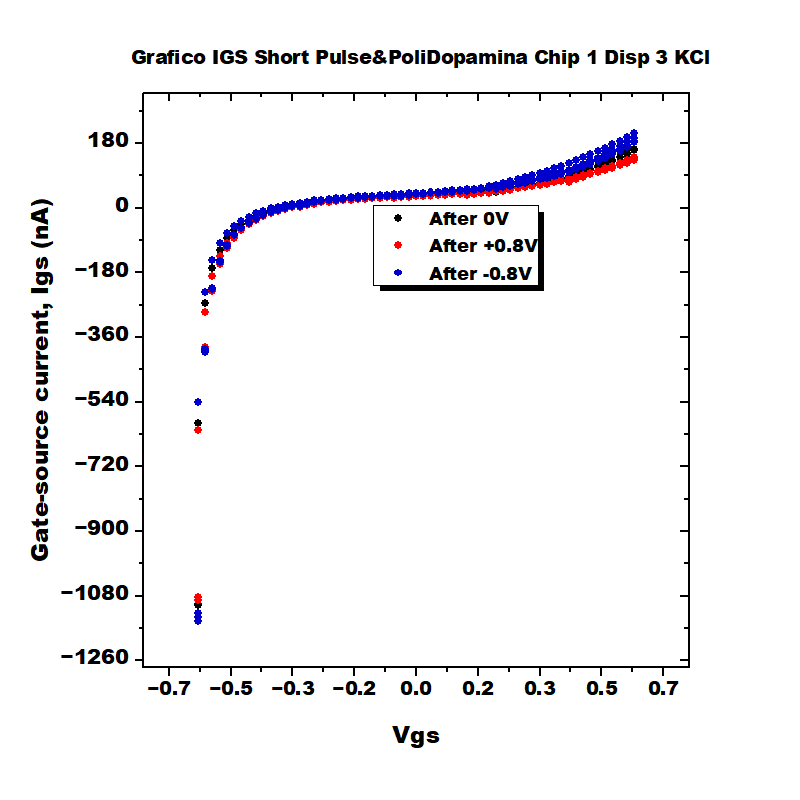 Grafico IGS Short Pulse&PoliDopamina Chip 1 Disp 3 KCl
Gate-source current, Igs (nA)
180
0
−180
−360
−540
−720
−900
−1080
−1260
After 0V
After +0.8V
After -0.8V
−0.7 −0.5 −0.3 −0.2 0.0 0.2 0.3 0.5 0.7
Vgs